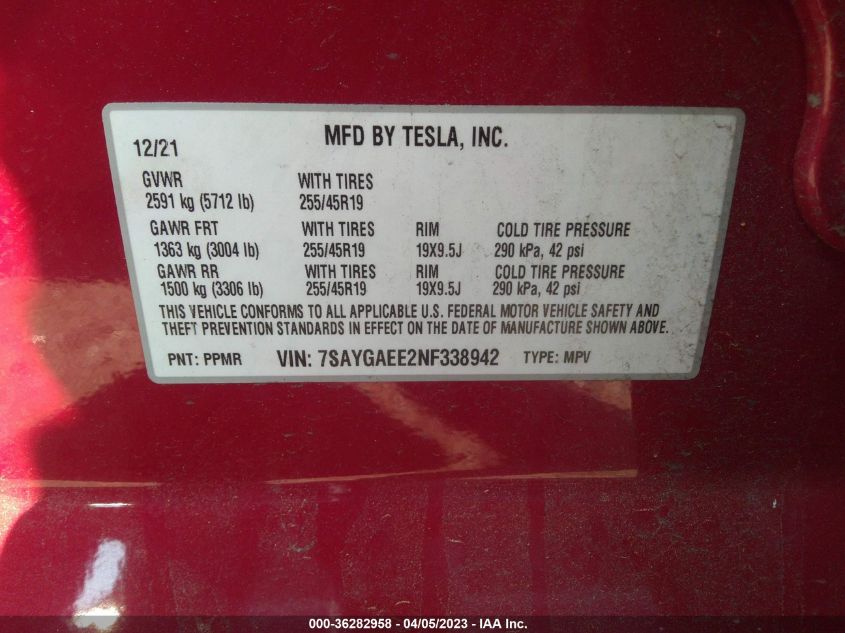 MFD BY TESLA, INC.
12/21
GVWR WITH TIRES
2591 kg (5712 lb) 255/45R19
GAWR FRT WITH TIRES RIM COLD TIRE PRESSURE
1363 kg (3004 lb) 255/45R19 19X9.5J 290 kPa, 42 psi
GAWR RR WITH TIRES RIM COLD TIRE PRESSURE
1500 kg (3306 lb) 255/45R19 19X9.5J 290 kPa, 42 psi
THIS VEHICLE CONFORMS TO ALL APPLICABLE U.S. FEDERAL MOTOR VEHICLE SAFETY AND
THEFT PREVENTION STANDARDS IN EFFECT ON THE DATE OF MANUFACTURE SHOWN ABOVE.
PNT: PPMR VIN: 7SAYGAEE2NF338942 TYPE: MPV
000-36282958 - 04/05/2023 - IAA Inc.